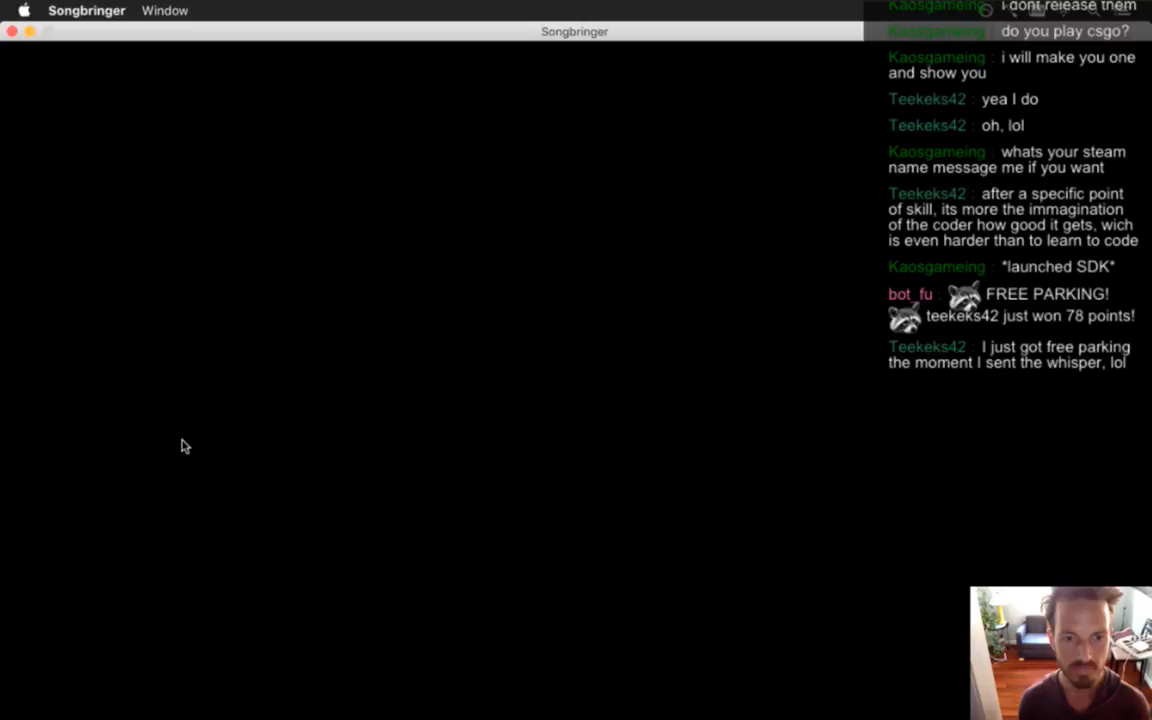 Songbringer Window
Songbringer
Kaosgameing : i dont release them
Kaosgameing : do you play csgo?
Kaosgameing : i will make you one
and show you
Teekeks42 : yea I do
Teekeks42 : oh, lol
Kaosgameing : whats your steam
name message me if you want
Teekeks42 : after a specific point
of skill, its more the immagination
of the coder how good it gets, wich
is even harder than to learn to code
Kaosgameing : *launched SDK*
bot_fu : FREE PARKING!
teekeks42 just won 78 points!
Teekeks42 : I just got free parking
the moment I sent the whisper, lol